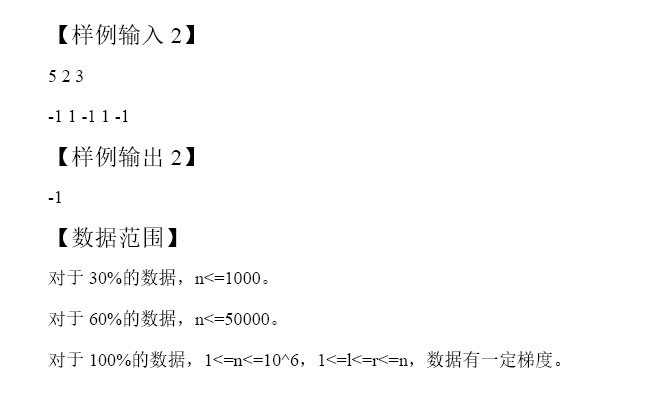 【样例输入 2】
5 2 3
-1 1 -1 1 -1
【样例输出 2】
-1
【数据范围】
对于 30%的数据，n<=1000。
对于 60%的数据，n<=50000。
对于 100%的数据，1<=n<=10^6，1<=l<=r<=n，数据有一定梯度。